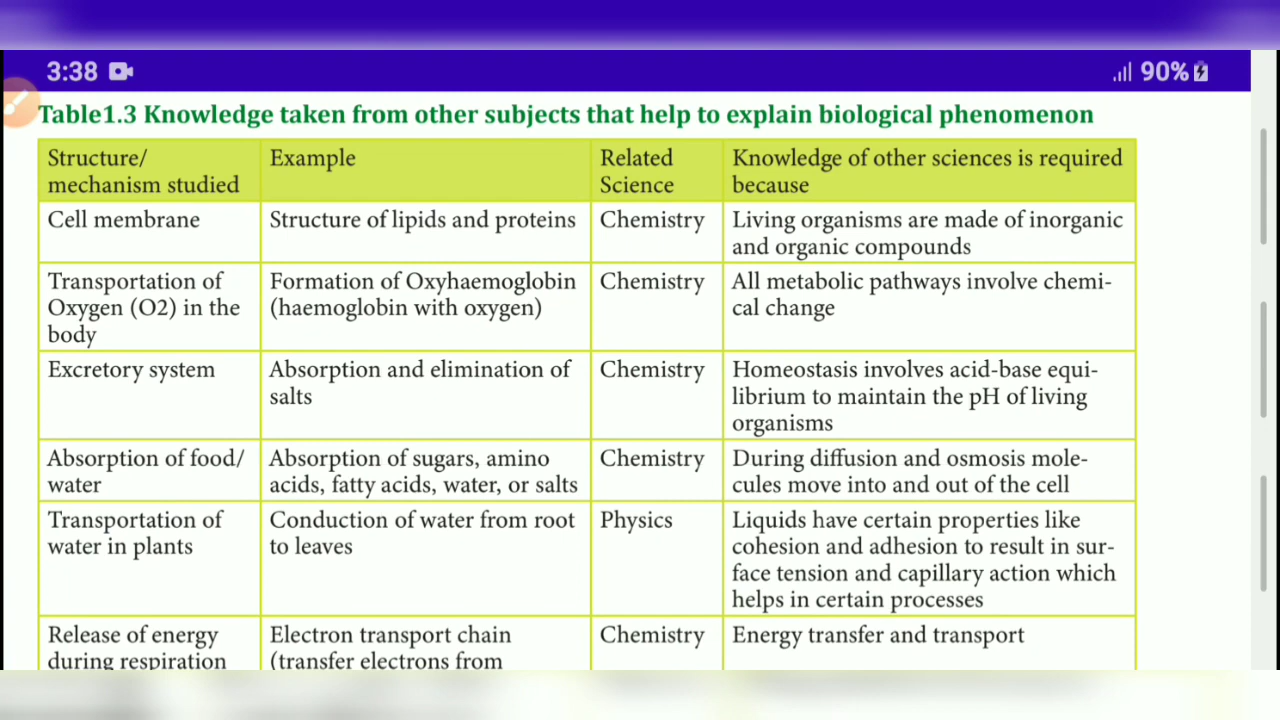 3:38
90%
Table1.3 Knowledge taken from other subjects that help to explain biological phenomenon
Structure/
mechanism studied
Example
Related
Science
Knowledge of other sciences is required
because
Cell membrane
Structure of lipids and proteins
Chemistry
Living organisms are made of inorganic
and organic compounds
Transportation of
Oxygen (O2) in the
body
Formation of Oxyhaemoglobin
(haemoglobin with oxygen)
Chemistry
All metabolic pathways involve chemi-
cal change
Excretory system
Absorption and elimination of
salts
Chemistry
Homeostasis involves acid-base equi-
librium to maintain the pH of living
organisms
Absorption of food/
water
Absorption of sugars, amino
acids, fatty acids, water, or salts
Chemistry
During diffusion and osmosis mole-
cules move into and out of the cell
Transportation of
water in plants
Conduction of water from root
to leaves
Physics
Liquids have certain properties like
cohesion and adhesion to result in sur-
face tension and capillary action which
helps in certain processes
Release of energy
during respiration
Electron transport chain
(transfer electrons from
Chemistry
Energy transfer and transport